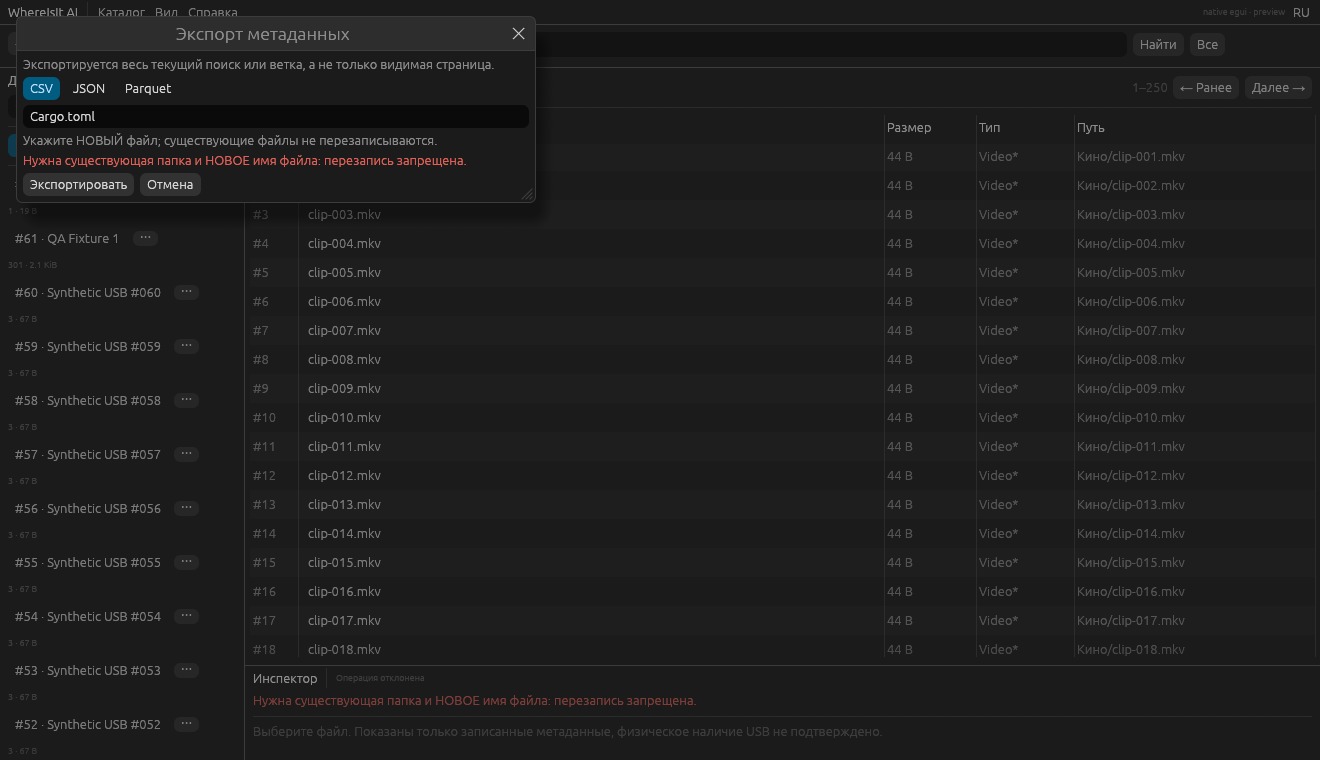 WhereIsIt AI Каталог Вид Справка native egui · preview RU
Экспорт метаданных
Экспортируется весь текущий поиск или ветка, а не только видимая страница.
CSV JSON Parquet
Cargo.toml
Укажите НОВЫЙ файл; существующие файлы не перезаписываются.
Нужна существующая папка и НОВОЕ имя файла: перезапись запрещена.
Экспортировать Отмена
Найти Все
1–250 ← Ранее Далее →
1 · 19 B
#61 · QA Fixture 1 ···
301 · 2.1 KiB
#60 · Synthetic USB #060 ···
3 · 67 B
#59 · Synthetic USB #059 ···
3 · 67 B
#58 · Synthetic USB #058 ···
3 · 67 B
#57 · Synthetic USB #057 ···
3 · 67 B
#56 · Synthetic USB #056 ···
3 · 67 B
#55 · Synthetic USB #055 ···
3 · 67 B
#54 · Synthetic USB #054 ···
3 · 67 B
#53 · Synthetic USB #053 ···
3 · 67 B
#52 · Synthetic USB #052 ···
3 · 67 B
Размер Тип Путь
44 B Video* Кино/clip-001.mkv
44 B Video* Кино/clip-002.mkv
#3 clip-003.mkv 44 B Video* Кино/clip-003.mkv
#4 clip-004.mkv 44 B Video* Кино/clip-004.mkv
#5 clip-005.mkv 44 B Video* Кино/clip-005.mkv
#6 clip-006.mkv 44 B Video* Кино/clip-006.mkv
#7 clip-007.mkv 44 B Video* Кино/clip-007.mkv
#8 clip-008.mkv 44 B Video* Кино/clip-008.mkv
#9 clip-009.mkv 44 B Video* Кино/clip-009.mkv
#10 clip-010.mkv 44 B Video* Кино/clip-010.mkv
#11 clip-011.mkv 44 B Video* Кино/clip-011.mkv
#12 clip-012.mkv 44 B Video* Кино/clip-012.mkv
#13 clip-013.mkv 44 B Video* Кино/clip-013.mkv
#14 clip-014.mkv 44 B Video* Кино/clip-014.mkv
#15 clip-015.mkv 44 B Video* Кино/clip-015.mkv
#16 clip-016.mkv 44 B Video* Кино/clip-016.mkv
#17 clip-017.mkv 44 B Video* Кино/clip-017.mkv
#18 clip-018.mkv 44 B Video* Кино/clip-018.mkv
Инспектор Операция отклонена
Нужна существующая папка и НОВОЕ имя файла: перезапись запрещена.
Выберите файл. Показаны только записанные метаданные, физическое наличие USB не подтверждено.